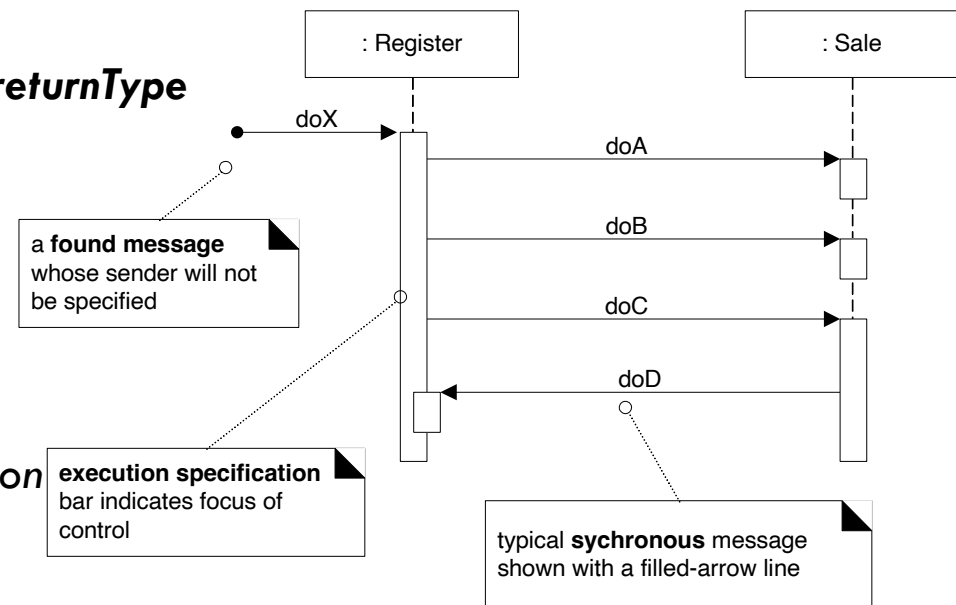 : Register
: Sale
returnType
doX
doA
a found message
whose sender will not
be specified
doB
doC
doD
on
execution specification
bar indicates focus of
control
typical sychronous message
shown with a filled-arrow line